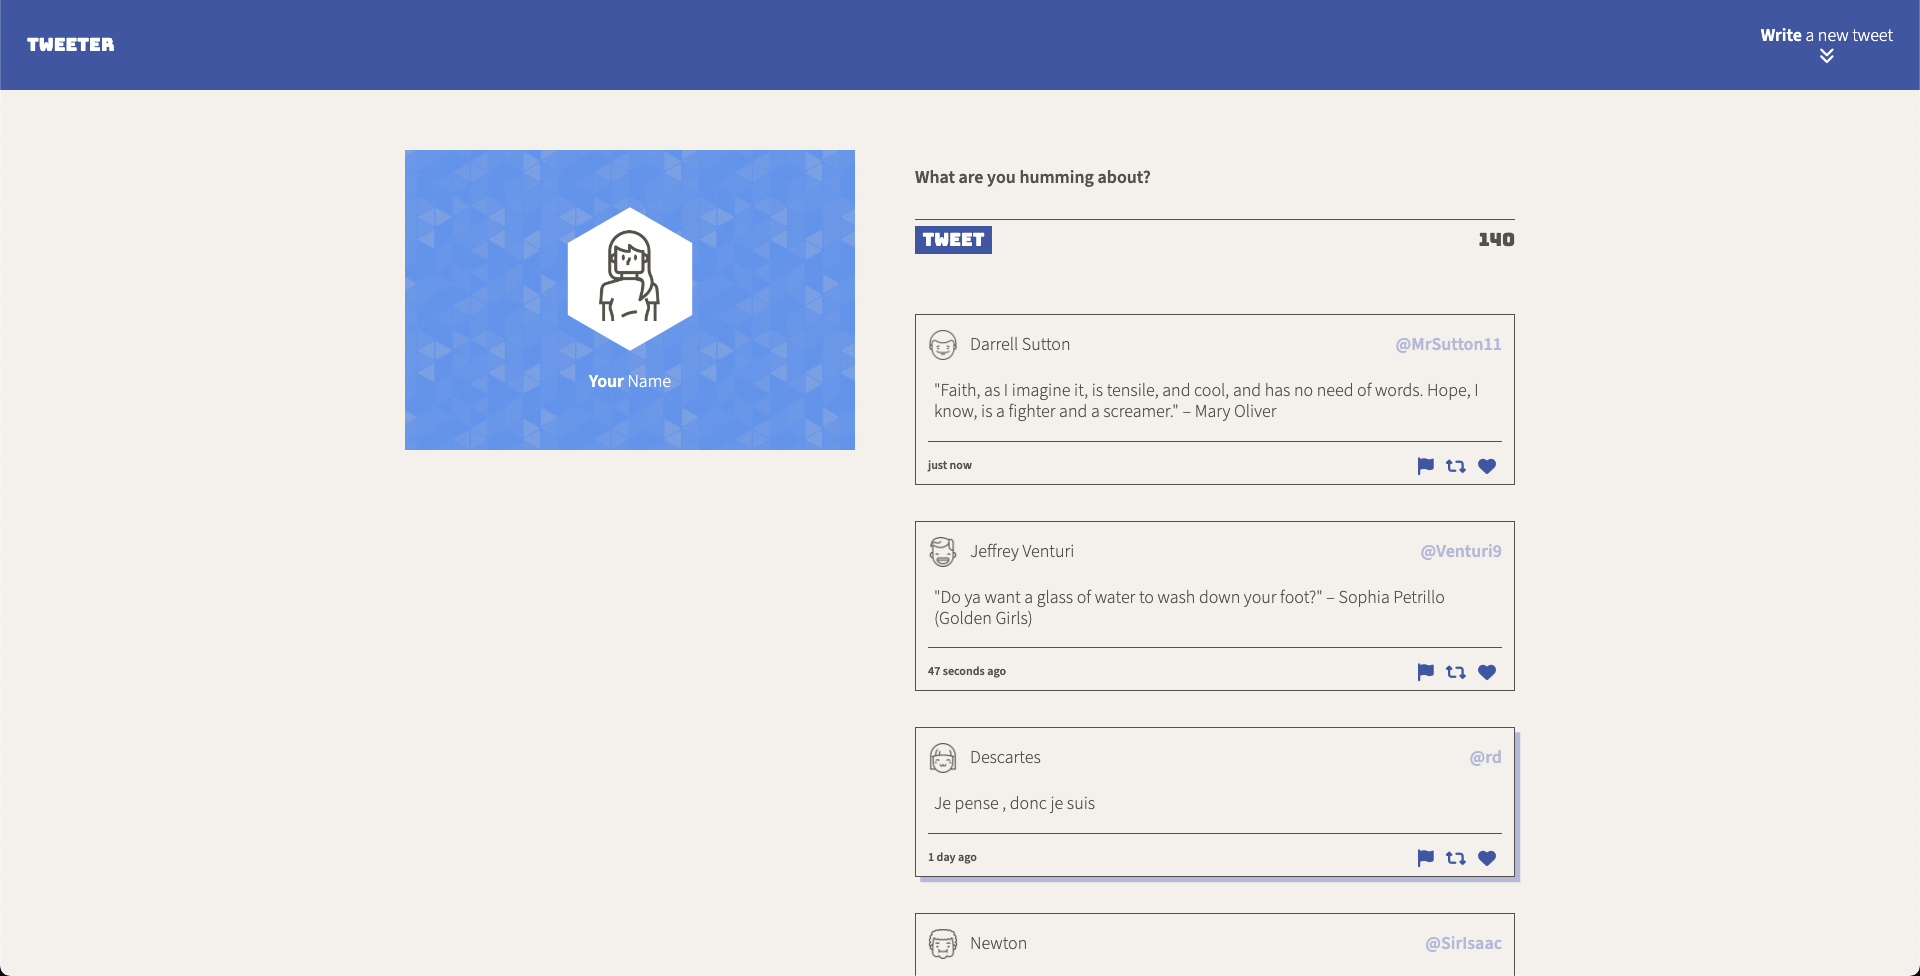 TWEETER
Write a new tweet
Your Name
What are you humming about?
TWEET
140
Darrell Sutton
@MrSutton11
"Faith, as I imagine it, is tensile, and cool, and has no need of words. Hope, I
know, is a fighter and a screamer." – Mary Oliver
just now
Jeffrey Venturi
@Venturi9
"Do ya want a glass of water to wash down your foot?" – Sophia Petrillo
(Golden Girls)
47 seconds ago
Descartes
@rd
Je pense , donc je suis
1 day ago
Newton
@SirIsaac